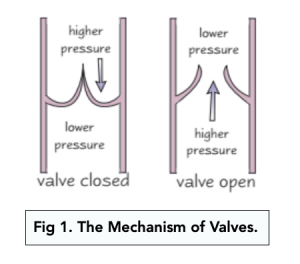 higher
pressure
lower
pressure
valve closed
lower
pressure
higher
pressure
valve open
Fig 1. The Mechanism of Valves.